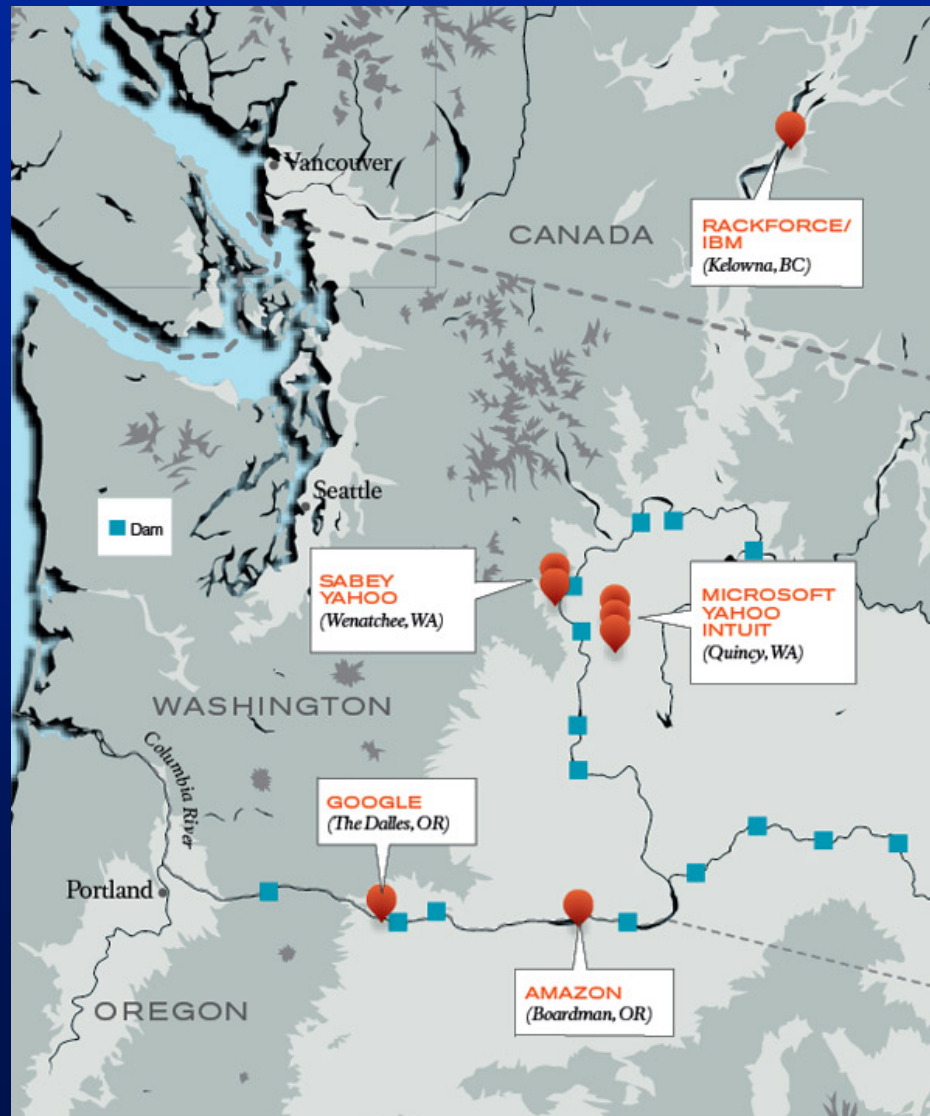 Vancouver
CANADA
RACKFORCE/
IBM
(Kelowna, BC)
Seattle
Dam
SABEY
YAHOO
(Wenatchee, WA)
MICROSOFT
YAHOO
INTUIT
(Quincy, WA)
WASHINGTON
Columbia River
GOOGLE
(The Dalles, OR)
Portland
AMAZON
(Boardman, OR)
OREGON